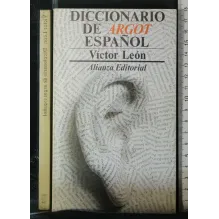 DICCIONARIO
DE ARGOT
ESPAÑOL
Víctor León
Alianza Editorial